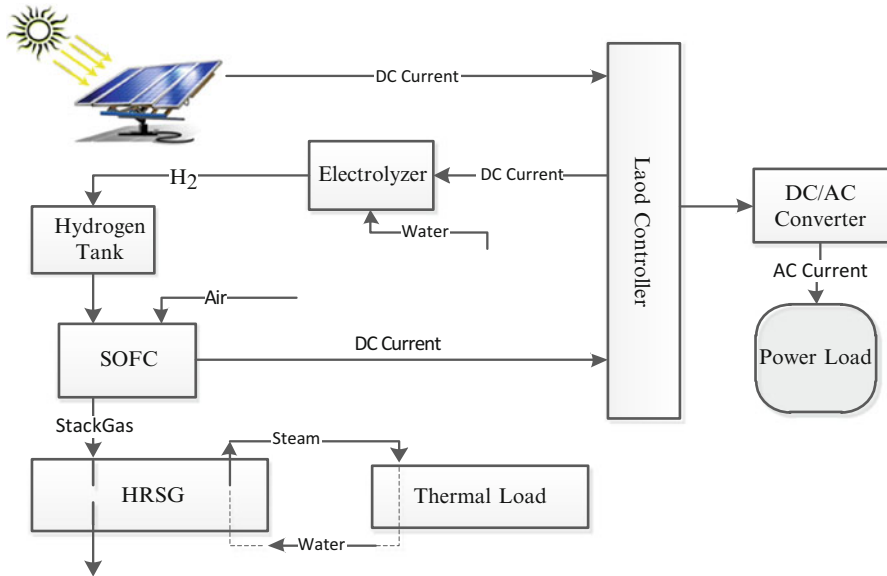 DC Current
Electrolyzer
DC Current
H2
Water
Hydrogen
Tank
Air
SOFC
DC Current
StackGas
Steam
HRSG
Thermal Load
Water
Laod Controller
DC/AC
Converter
AC Current
Power Load